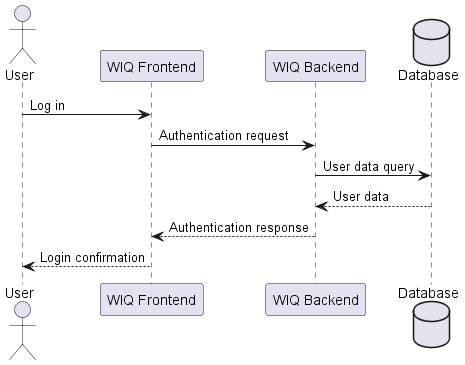 User
WIQ Frontend
WIQ Backend
Database
Log in
Authentication request
User data query
User data
Authentication response
Login confirmation
User
WIQ Frontend
WIQ Backend
Database